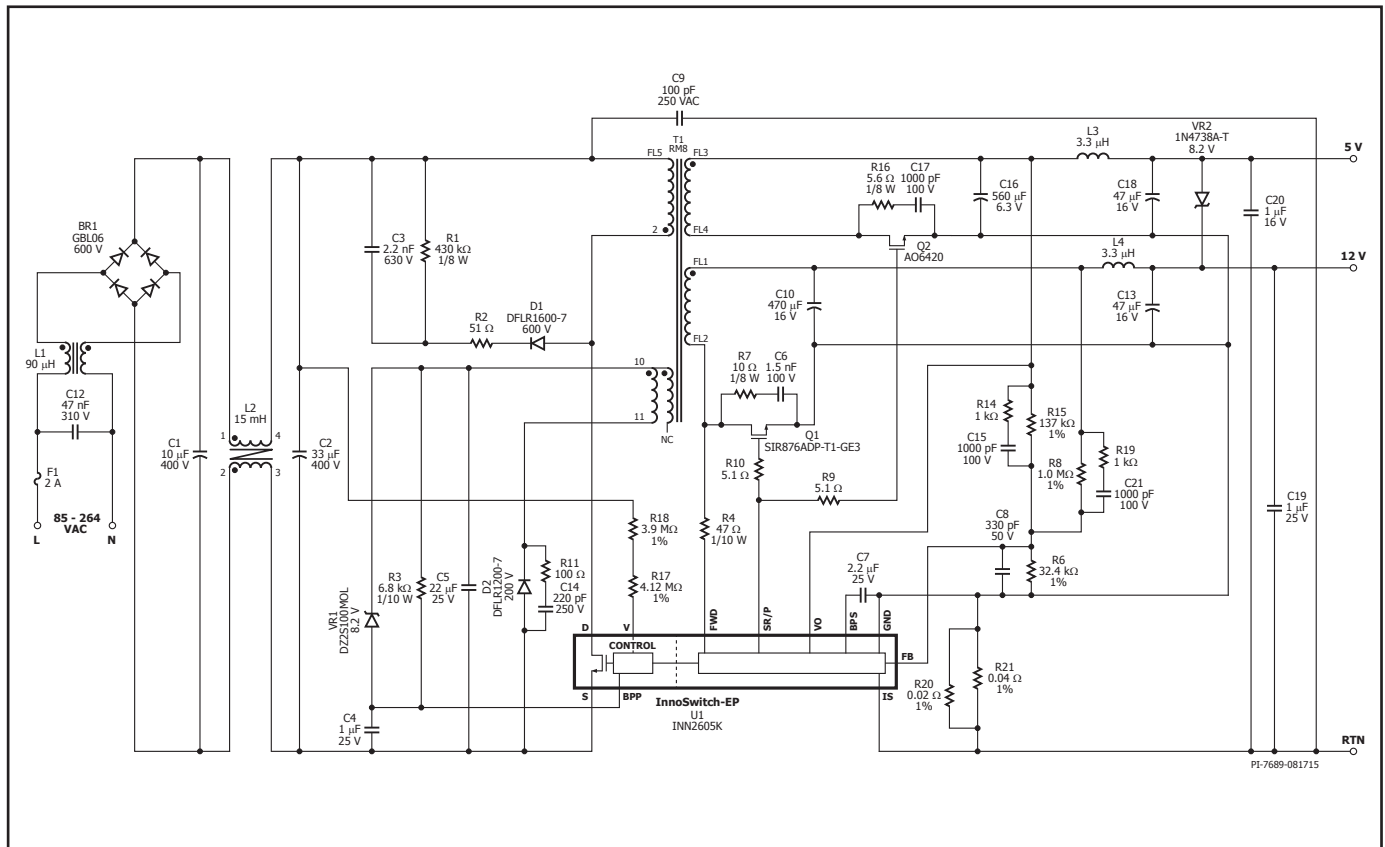 C9
100 pF
250 VAC
T1
RM8
FL5
FL3
2
FL4
L3
3.3 µH
VR2
1N4738A-T
8.2 V
5 V
R16
5.6 Ω
1/8 W
C17
1000 pF
100 V
C16
560 µF
6.3 V
C18
47 µF
16 V
C20
1 µF
16 V
Q2
AO6420
BR1
GBL06
600 V
C3
2.2 nF
630 V
R1
430 kΩ
1/8 W
FL1
FL2
L4
3.3 µH
12 V
C10
470 µF
16 V
C13
47 µF
16 V
R2
51 Ω
D1
DFLR1600-7
600 V
L1
90 µH
C12
47 nF
310 V
F1
2 A
85 - 264
VAC
L
N
L2
15 mH
1
4
2
3
C1
10 µF
400 V
C2
33 µF
400 V
10
11
NC
R7
10 Ω
1/8 W
C6
1.5 nF
100 V
Q1
SIR876ADP-T1-GE3
R10
5.1 Ω
R9
5.1 Ω
R14
1 kΩ
C15
1000 pF
100 V
R15
137 kΩ
1%
R8
1.0 MΩ
1%
R19
1 kΩ
C21
1000 pF
100 V
C19
1 µF
25 V
R18
3.9 MΩ
1%
R17
4.12 MΩ
1%
R4
47 Ω
1/10 W
C8
330 pF
50 V
C7
2.2 µF
25 V
R6
32.4 kΩ
1%
VR1
DZ2S100MOL
8.2 V
R3
6.8 kΩ
1/10 W
C5
22 µF
25 V
D2
DFLR1200-7
200 V
R11
100 Ω
C14
220 pF
250 V
D
V
FWD
SR/P
VO
BPS
GND
CONTROL
FB
S
BPP
IS
InnoSwitch-EP
U1
INN2605K
C4
1 µF
25 V
R20
0.02 Ω
1%
R21
0.04 Ω
1%
RTN
PI-7689-081715